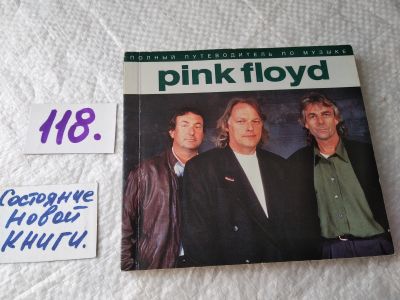 ПОЛНЫЙ ПУТЕВОДИТЕЛЬ ПО МУЗЫКЕ
pink floyd
118.
Состояние
новой
книги.